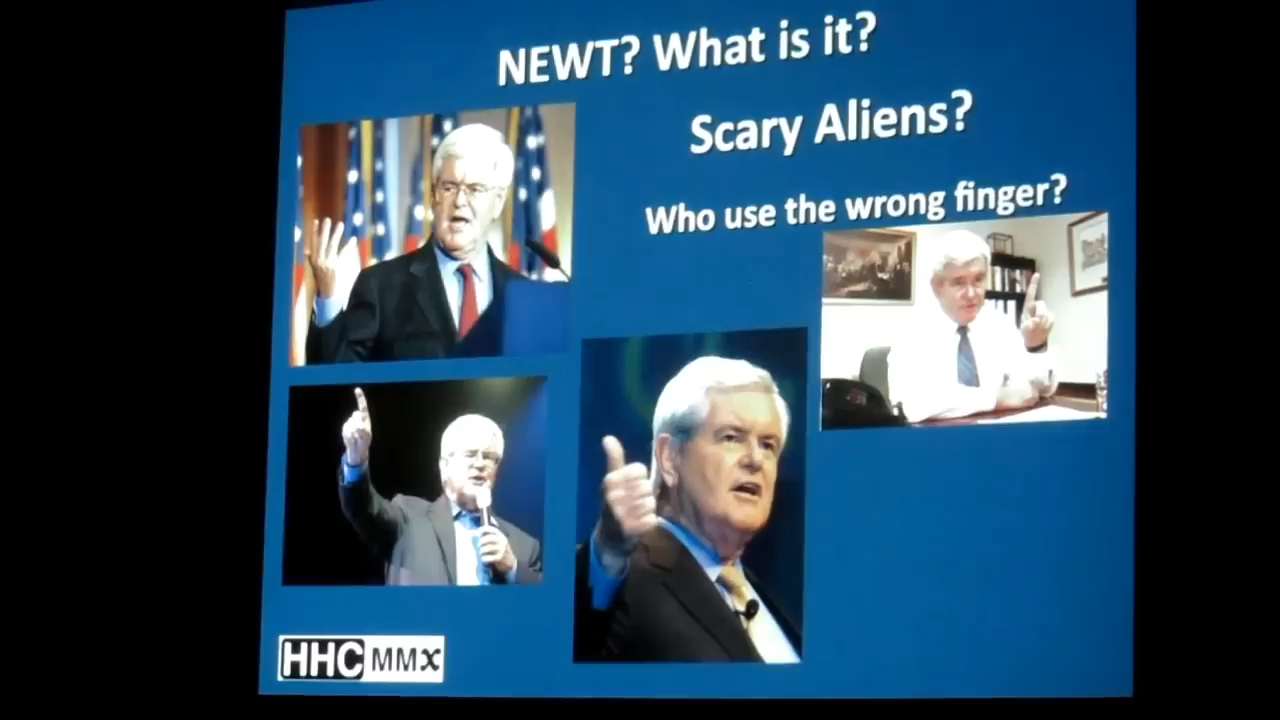 NEWT? What is it?
Scary Aliens?
Who use the wrong finger?
HHC MMX